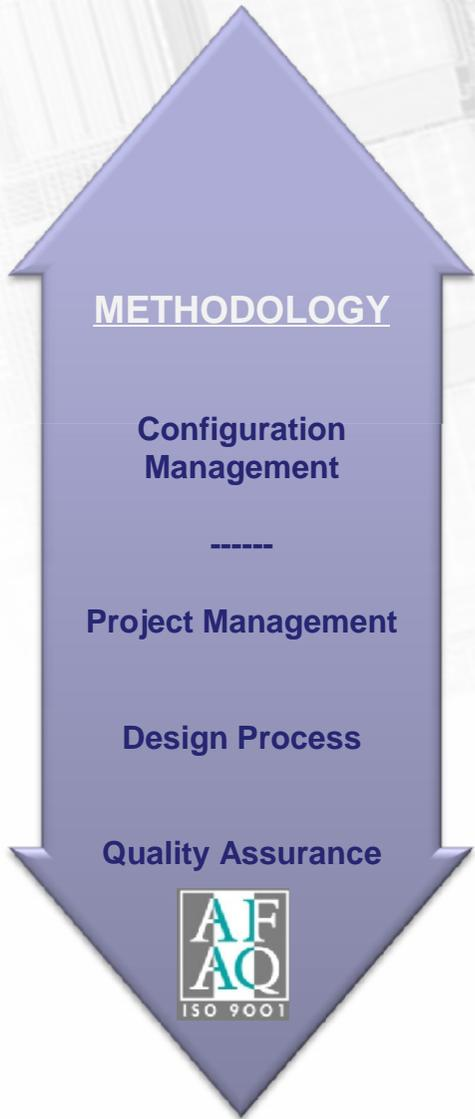 METHODOLOGY
Configuration
Management
------
Project Management
Design Process
Quality Assurance
AF
AQ
ISO 9001